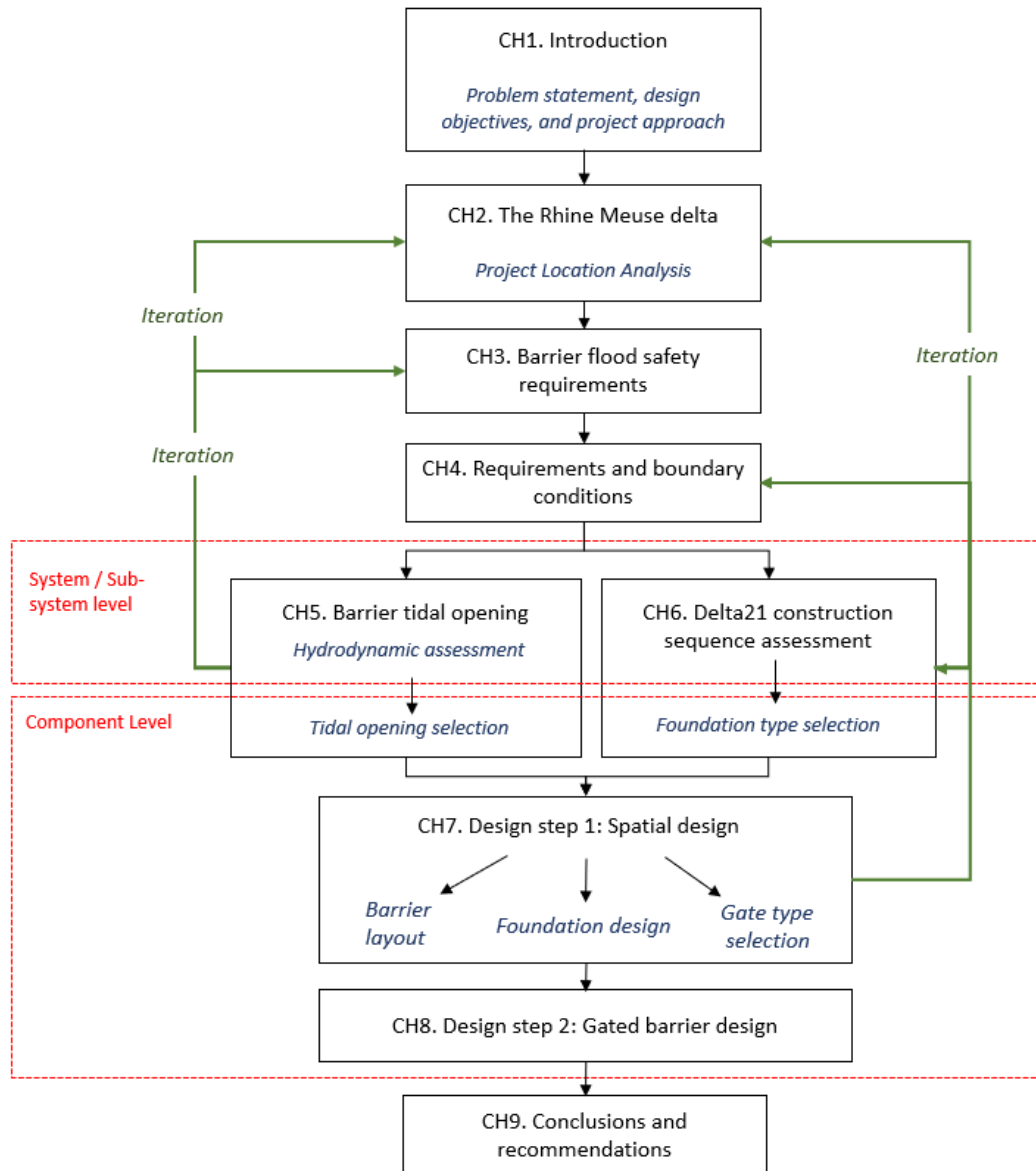 CH1. Introduction
Problem statement, design
objectives, and project approach
CH2. The Rhine Meuse delta
Project Location Analysis
Iteration
Iteration
CH3. Barrier flood safety
requirements
Iteration
CH4. Requirements and boundary
conditions
System / Sub-
system level
CH5. Barrier tidal opening
Hydrodynamic assessment
CH6. Delta21 construction
sequence assessment
Component Level
Tidal opening selection
Foundation type selection
CH7. Design step 1: Spatial design
Barrier
layout
Foundation design
Gate type
selection
CH8. Design step 2: Gated barrier design
CH9. Conclusions and
recommendations